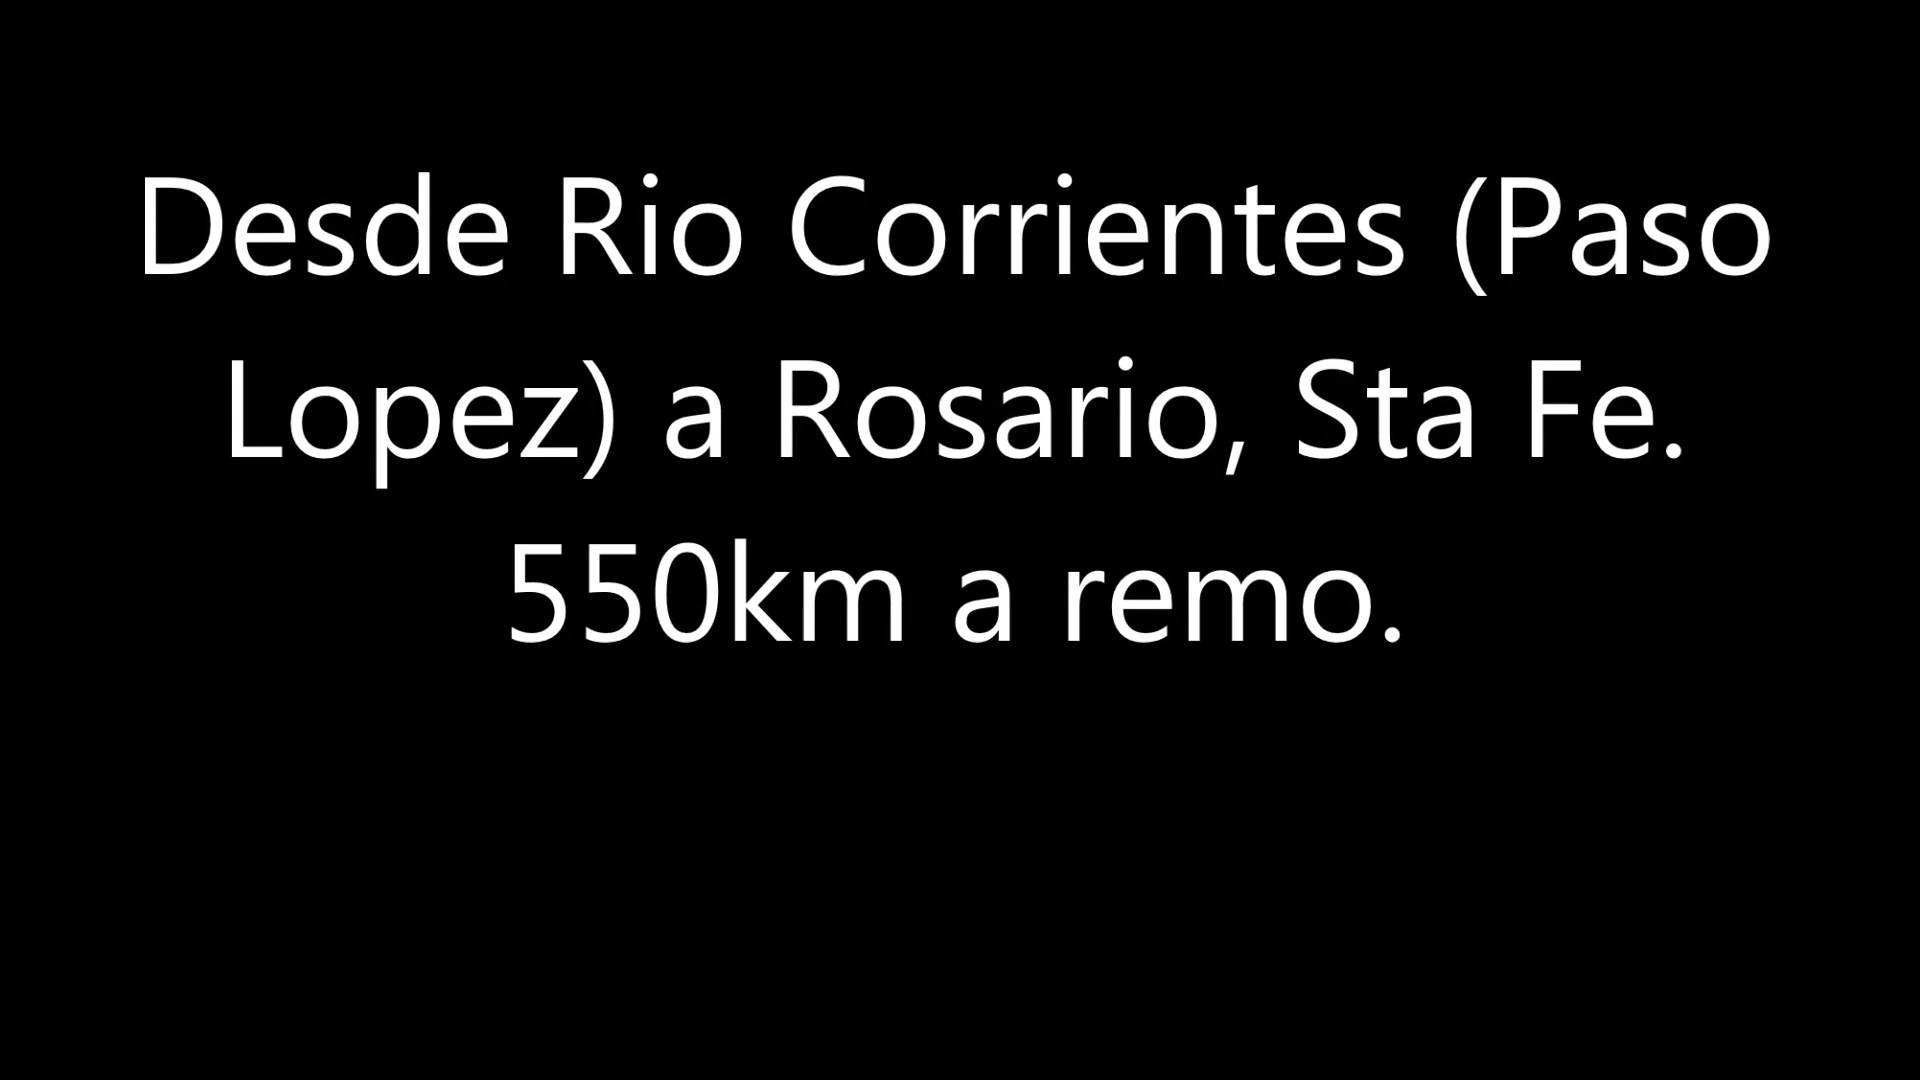 Desde Rio Corrientes (Paso
Lopez) a Rosario, Sta Fe.
550km a remo.